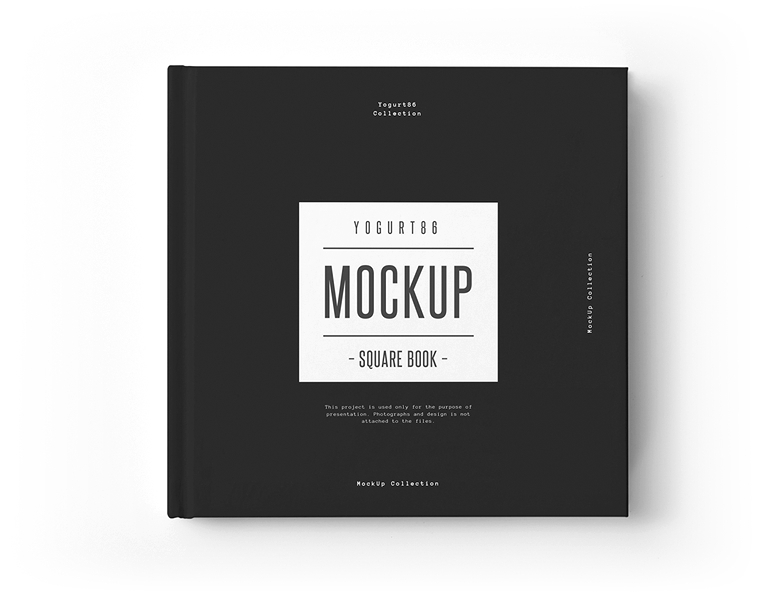 Yogurt86
Collection
YOGURT86
MOCKUP
- SQUARE BOOK -
MockUp Collection
This project is used only for the purpose of
presentation. Photographs and design is not
attached to the files.
MockUp Collection